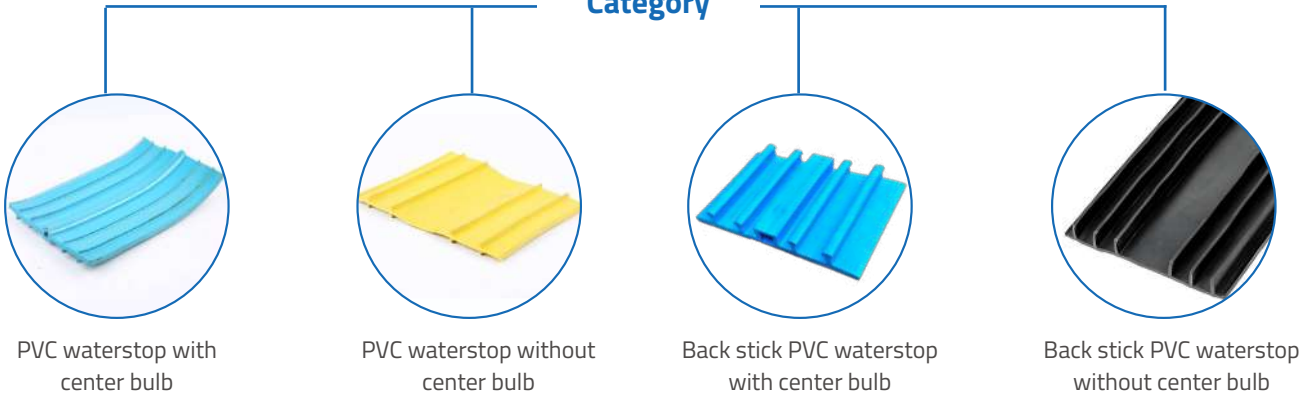 Category
PVC waterstop with
center bulb
PVC waterstop without
center bulb
Back stick PVC waterstop
with center bulb
Back stick PVC waterstop
without center bulb